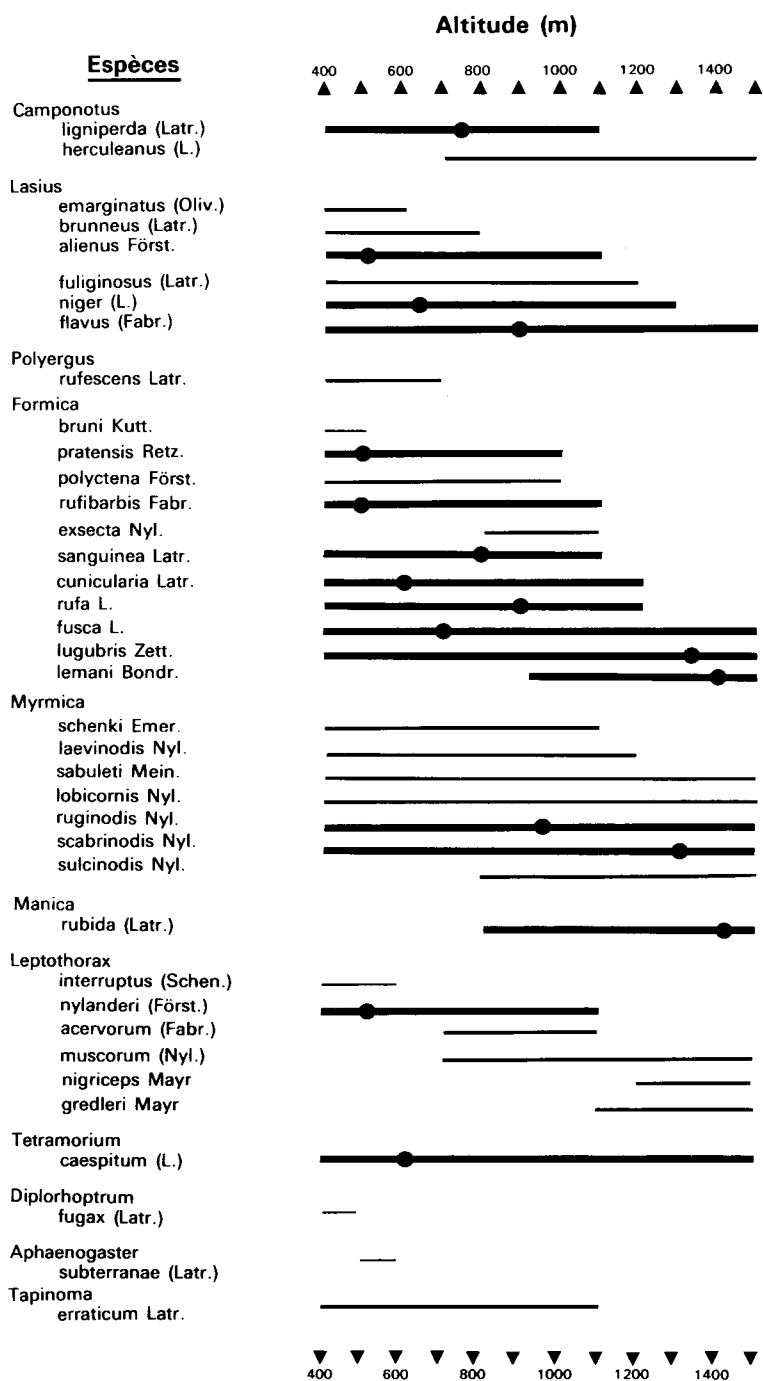 Altitude (m)
Espèces
400 600 800 1000 1200 1400
Camponotus
ligniperda (Latr.)
herculeanus (L.)
Lasius
emarginatus (Oliv.)
brunneus (Latr.)
alienus Först.
fuliginosus (Latr.)
niger (L.)
flavus (Fabr.)
Polyergus
rufescens Latr.
Formica
bruni Kutt.
pratensis Retz.
polyctena Först.
rufibarbis Fabr.
exsecta Nyl.
sanguinea Latr.
cunicularia Latr.
rufa L.
fusca L.
lugubris Zett.
lemani Bondr.
Myrmica
schenki Emer.
laevinodis Nyl.
sabuleti Mein.
lobicornis Nyl.
ruginodis Nyl.
scabrinodis Nyl.
sulcinodis Nyl.
Manica
rubida (Latr.)
Leptothorax
interruptus (Schen.)
nylanderi (Först.)
acervorum (Fabr.)
muscorum (Nyl.)
nigriceps Mayr
gredleri Mayr
Tetramorium
caespitum (L.)
Diplorhoptrum
fugax (Latr.)
Aphaenogaster
subterranae (Latr.)
Tapinoma
erraticum Latr.
400 600 800 1000 1200 1400